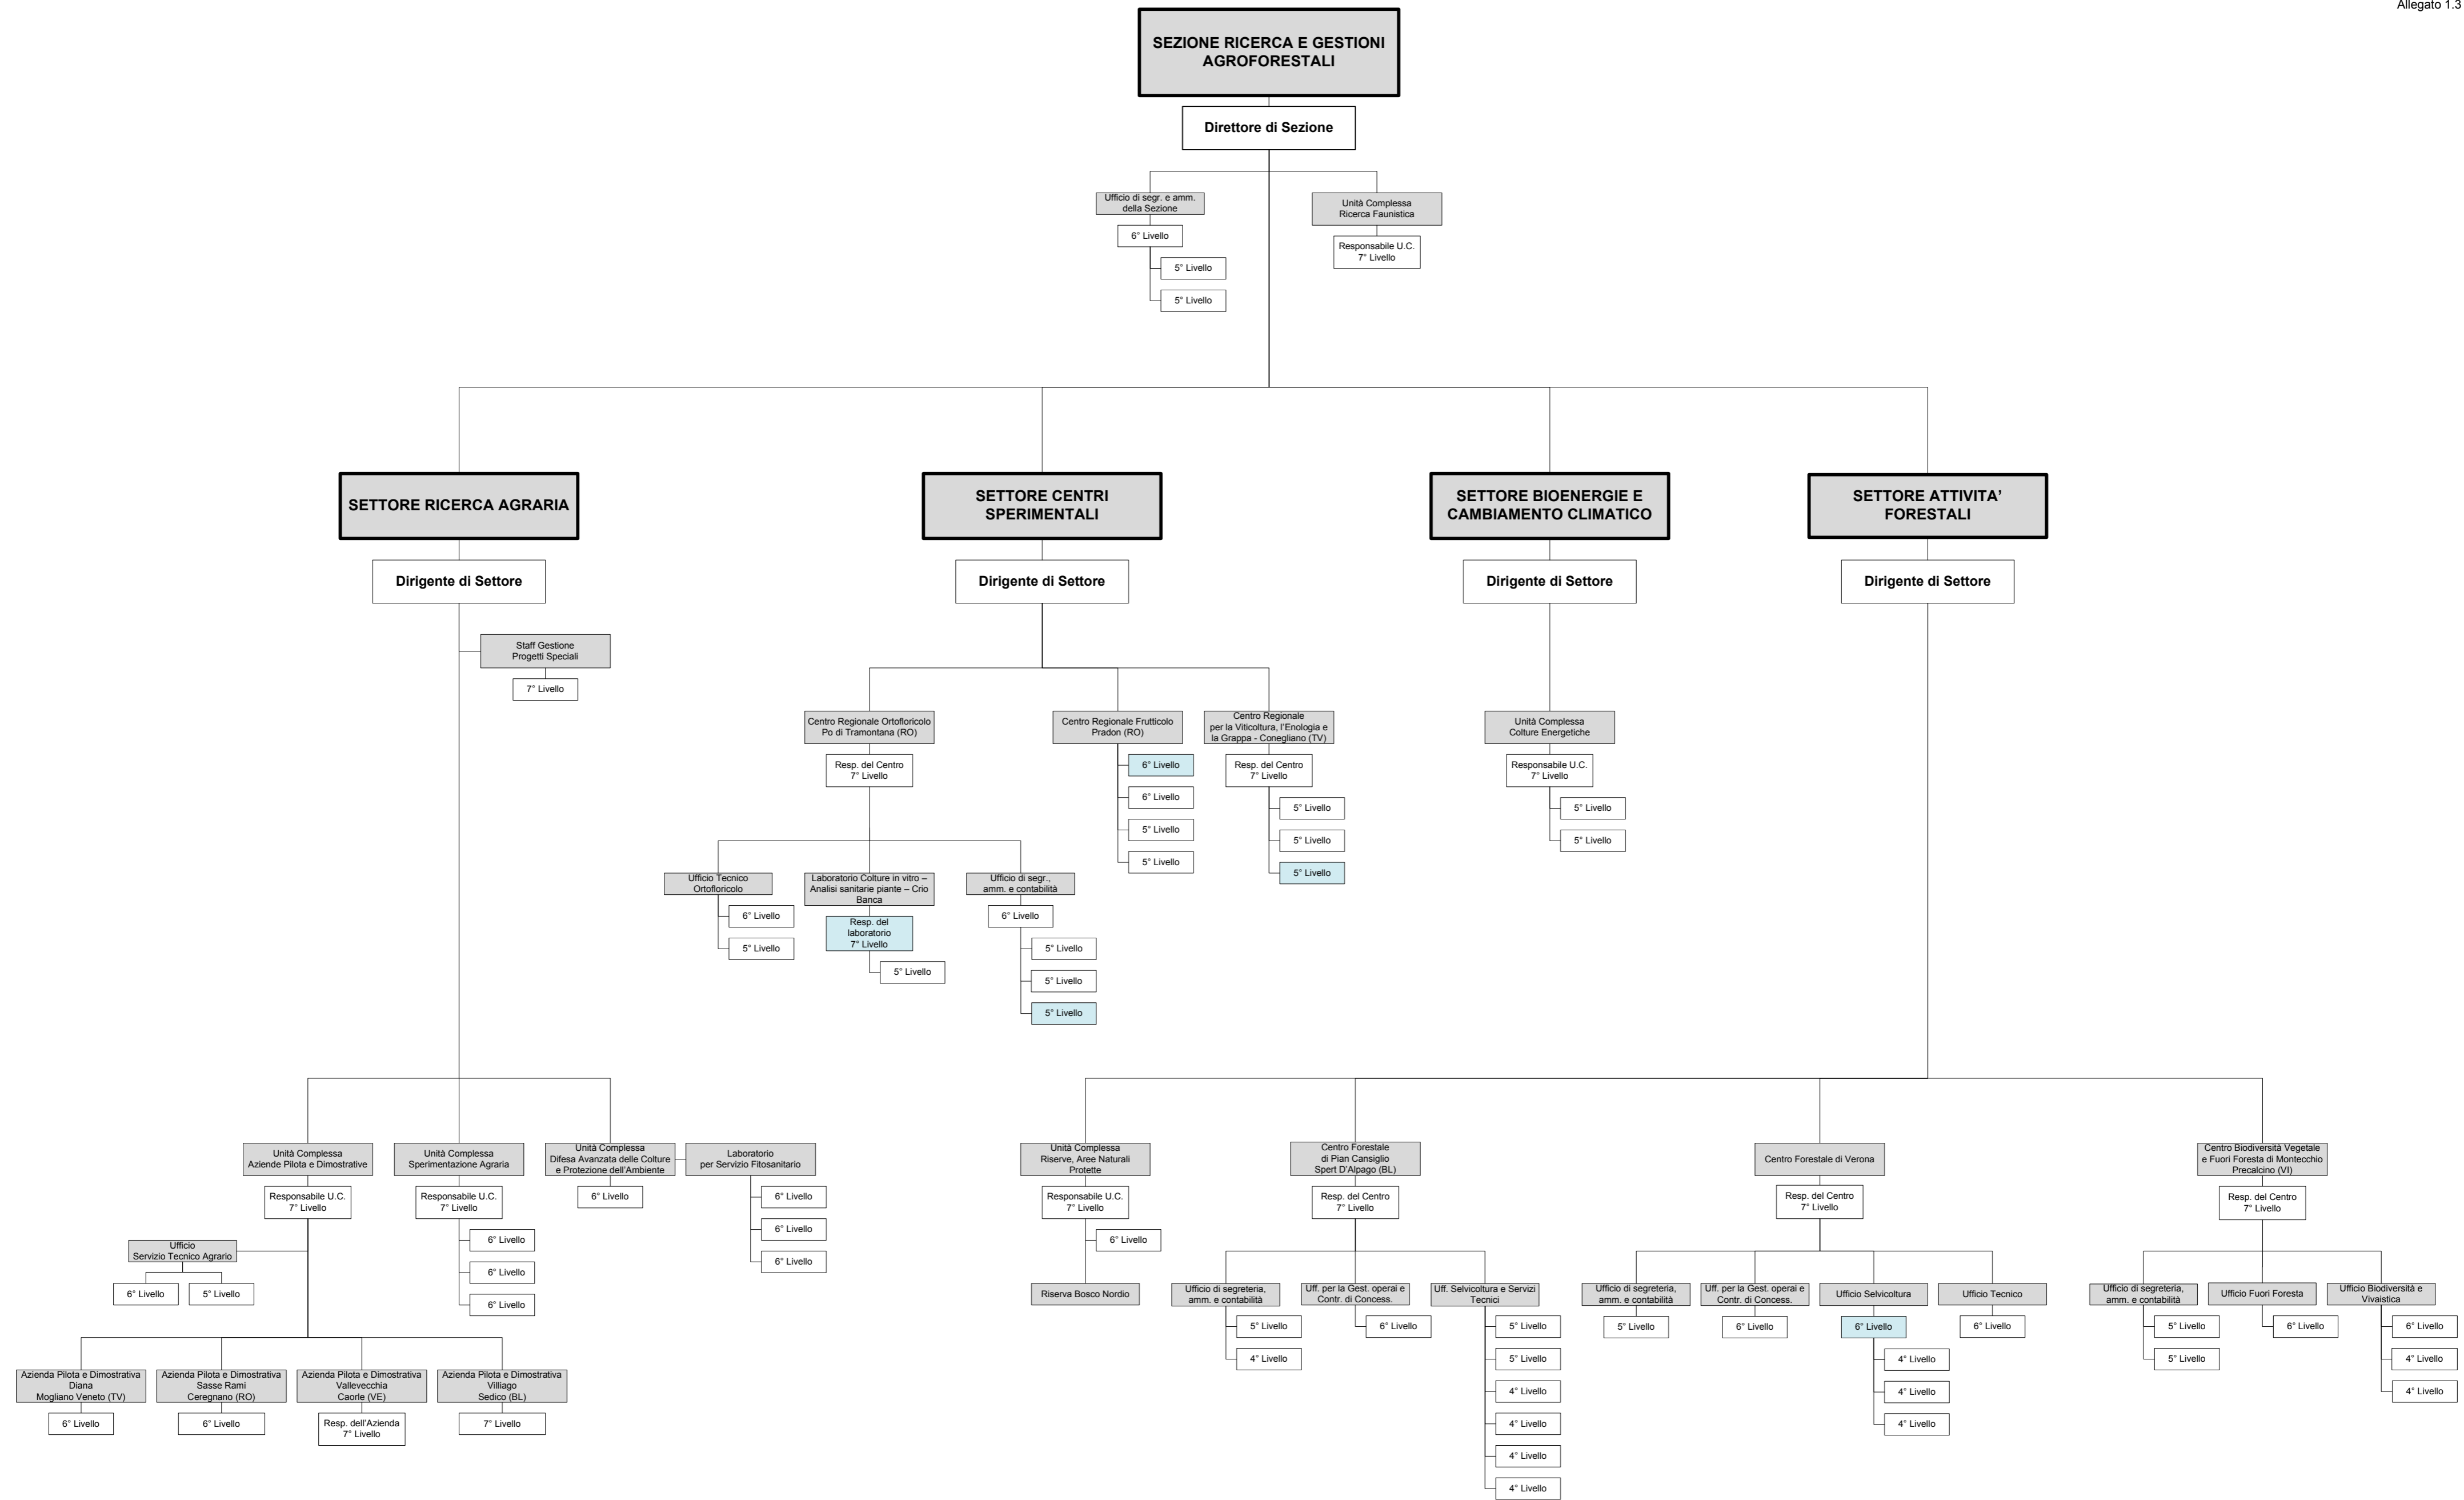 Allegato 1.3
SEZIONE RICERCA E GESTIONI
AGROFORESTALI
Direttore di Sezione
Ufficio di segr. e amm.
della Sezione
6° Livello
5° Livello
5° Livello
Unità Complessa
Ricerca Faunistica
Responsabile U.C.
7° Livello
SETTORE RICERCA AGRARIA
Dirigente di Settore
Staff Gestione
Progetti Speciali
7° Livello
Unità Complessa
Aziende Pilota e Dimostrative
Responsabile U.C.
7° Livello
Ufficio
Servizio Tecnico Agrario
6° Livello
5° Livello
Azienda Pilota e Dimostrativa
Diana
Mogliano Veneto (TV)
6° Livello
Azienda Pilota e Dimostrativa
Sasse Rami
Ceregnano (RO)
6° Livello
Azienda Pilota e Dimostrativa
Vallevecchia
Caorle (VE)
Resp. dell'Azienda
7° Livello
Azienda Pilota e Dimostrativa
Villiago
Sedico (BL)
7° Livello
Unità Complessa
Sperimentazione Agraria
Responsabile U.C.
7° Livello
6° Livello
6° Livello
6° Livello
Unità Complessa
Difesa Avanzata delle Colture
e Protezione dell'Ambiente
6° Livello
Laboratorio
per Servizio Fitosanitario
6° Livello
6° Livello
6° Livello
SETTORE CENTRI
SPERIMENTALI
Dirigente di Settore
Centro Regionale Ortofloricolo
Po di Tramontana (RO)
Resp. del Centro
7° Livello
Ufficio Tecnico
Ortofloricolo
6° Livello
5° Livello
Laboratorio Colture in vitro –
Analisi sanitarie piante – Crio
Banca
Resp. del
laboratorio
7° Livello
5° Livello
Ufficio di segr.,
amm. e contabilità
6° Livello
5° Livello
5° Livello
5° Livello
Centro Regionale Frutticolo
Pradon (RO)
6° Livello
6° Livello
5° Livello
5° Livello
Centro Regionale
per la Viticoltura, l'Enologia e
la Grappa - Conegliano (TV)
Resp. del Centro
7° Livello
5° Livello
5° Livello
5° Livello
SETTORE BIOENERGIE E
CAMBIAMENTO CLIMATICO
Dirigente di Settore
Unità Complessa
Colture Energetiche
Responsabile U.C.
7° Livello
5° Livello
5° Livello
SETTORE ATTIVITA'
FORESTALI
Dirigente di Settore
Unità Complessa
Riserve, Aree Naturali
Protette
Responsabile U.C.
7° Livello
6° Livello
Riserva Bosco Nordio
Centro Forestale
di Pian Cansiglio
Spert D'Alpago (BL)
Resp. del Centro
7° Livello
Ufficio di segreteria,
amm. e contabilità
5° Livello
4° Livello
Uff. per la Gest. operai e
Contr. di Concess.
6° Livello
Uff. Selvicoltura e Servizi
Tecnici
5° Livello
5° Livello
4° Livello
4° Livello
4° Livello
4° Livello
Centro Forestale di Verona
Resp. del Centro
7° Livello
Ufficio di segreteria,
amm. e contabilità
5° Livello
Uff. per la Gest. operai e
Contr. di Concess.
6° Livello
Ufficio Selvicoltura
6° Livello
4° Livello
4° Livello
4° Livello
Ufficio Tecnico
6° Livello
Centro Biodiversità Vegetale
e Fuori Foresta di Montecchio
Precalcino (VI)
Resp. del Centro
7° Livello
Ufficio di segreteria,
amm. e contabilità
5° Livello
5° Livello
Ufficio Fuori Foresta
6° Livello
Ufficio Biodiversità e
Vivaistica
6° Livello
4° Livello
4° Livello